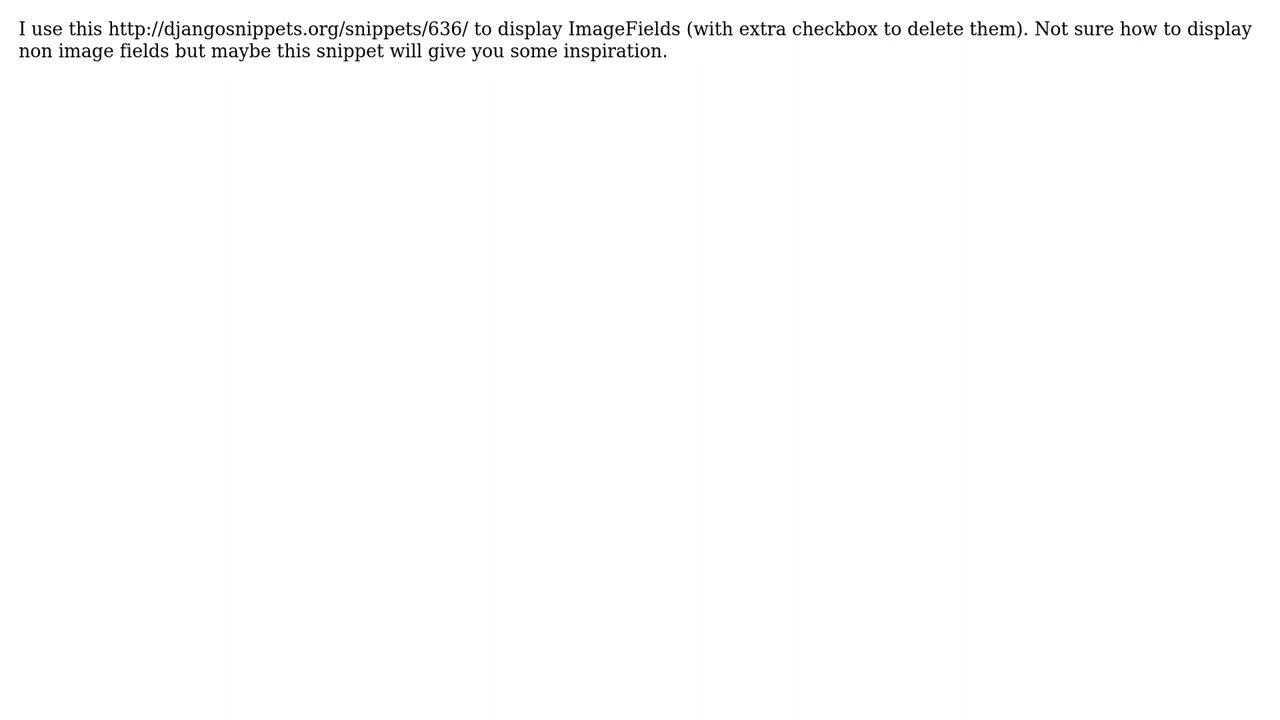 I use this http://djangosnippets.org/snippets/636/ to display ImageFields (with extra checkbox to delete them). Not sure how to display
non image fields but maybe this snippet will give you some inspiration.